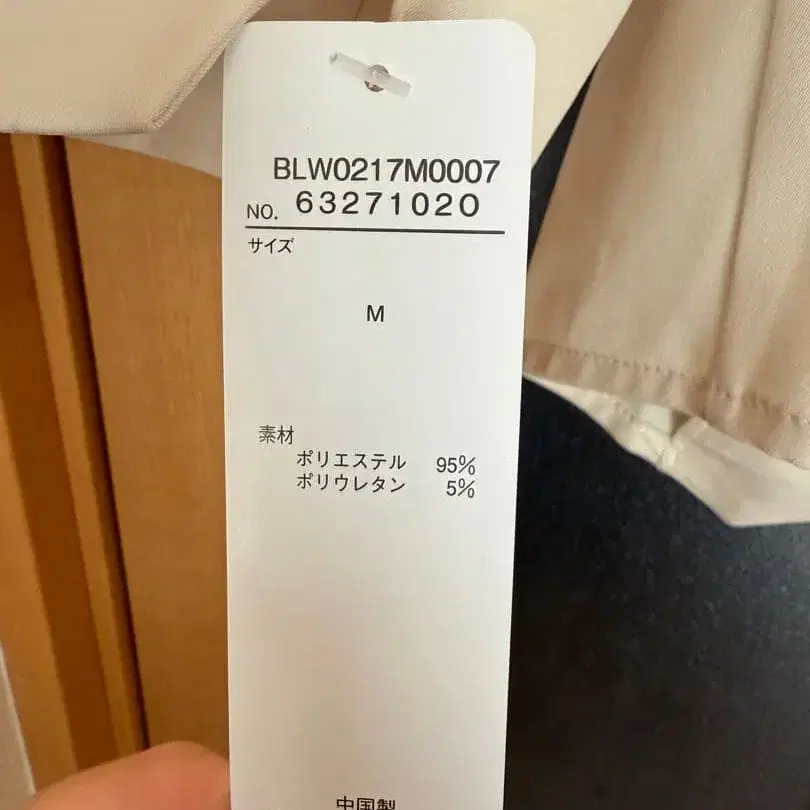 BLW0217M0007
NO. 63271020
サイズ
M
素材
ポリエステル 95%
ポリウレタン 5%
中国製